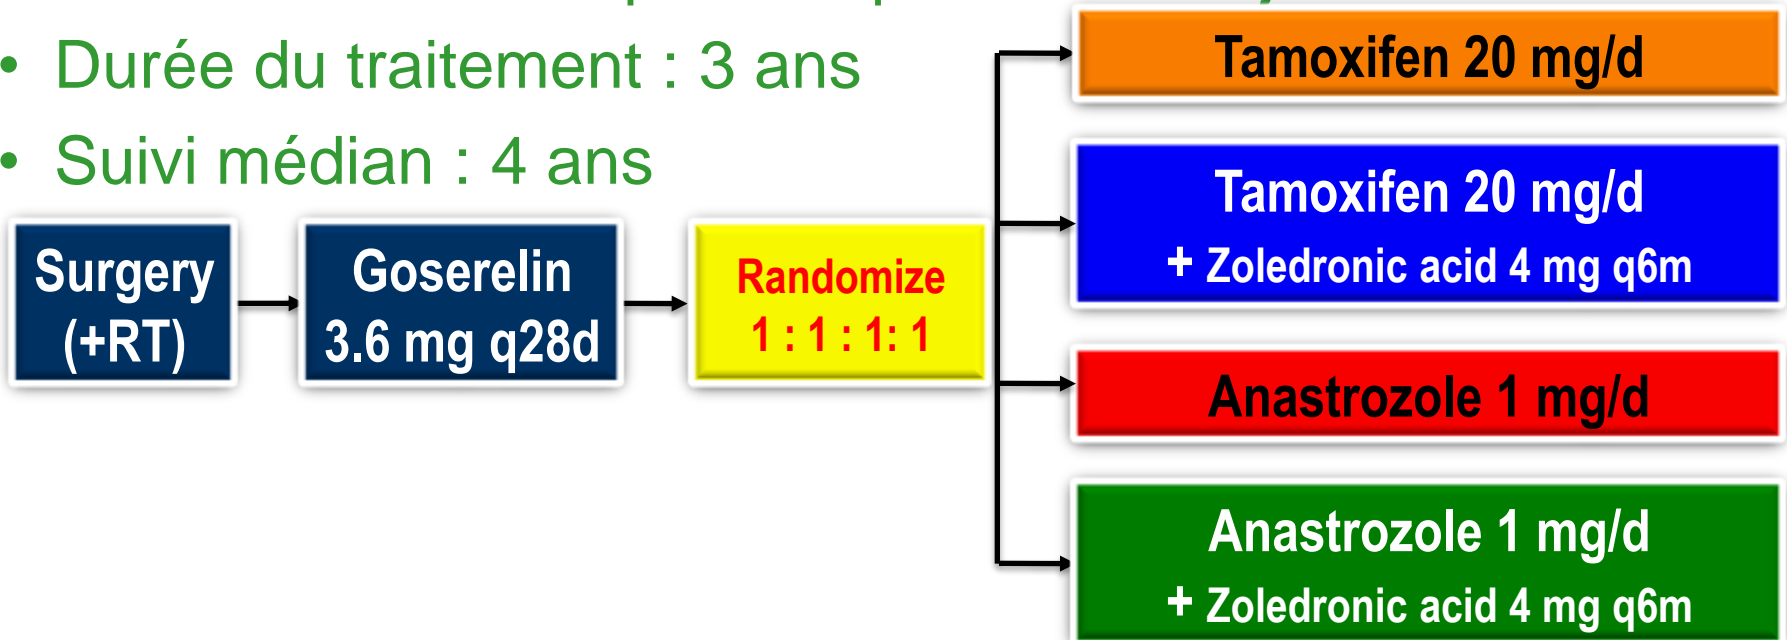 • Durée du traitement : 3 ans
• Suivi médian : 4 ans
Surgery
(+RT)
Goserelin
3.6 mg q28d
Randomize
1 : 1 : 1: 1
Tamoxifen 20 mg/d
Tamoxifen 20 mg/d
+ Zoledronic acid 4 mg q6m
Anastrozole 1 mg/d
Anastrozole 1 mg/d
+ Zoledronic acid 4 mg q6m